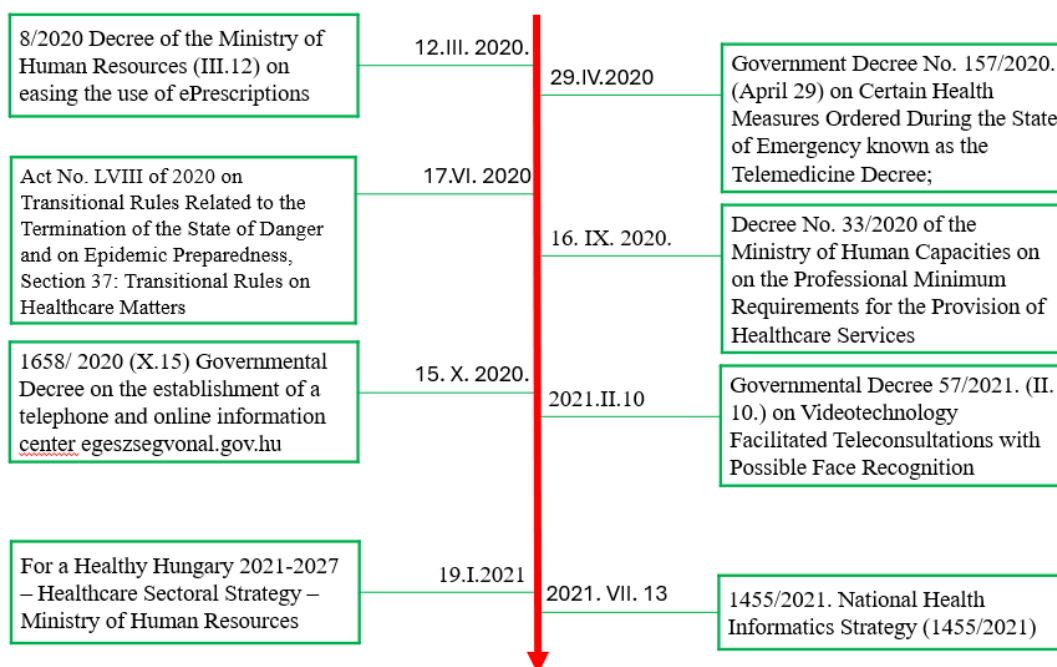 8/2020 Decree of the Ministry of
Human Resources (III.12) on
easing the use of ePrescriptions
12.III. 2020.
29.IV.2020
Government Decree No. 157/2020.
(April 29) on Certain Health
Measures Ordered During the State
of Emergency known as the
Telemedicine Decree;
Act No. LVIII of 2020 on
Transitional Rules Related to the
Termination of the State of Danger
and on Epidemic Preparedness,
Section 37: Transitional Rules on
Healthcare Matters
17.VI. 2020
16. IX. 2020.
Decree No. 33/2020 of the
Ministry of Human Capacities on
on the Professional Minimum
Requirements for the Provision of
Healthcare Services
1658/ 2020 (X.15) Governmental
Decree on the establishment of a
telephone and online information
center egeszsegvonal.gov.hu
15. X. 2020.
2021.II.10
Governmental Decree 57/2021. (II.
10.) on Videotechnology
Facilitated Teleconsultations with
Possible Face Recognition
For a Healthy Hungary 2021-2027
– Healthcare Sectoral Strategy –
Ministry of Human Resources
19.I.2021
2021. VII. 13
1455/2021. National Health
Informatics Strategy (1455/2021)